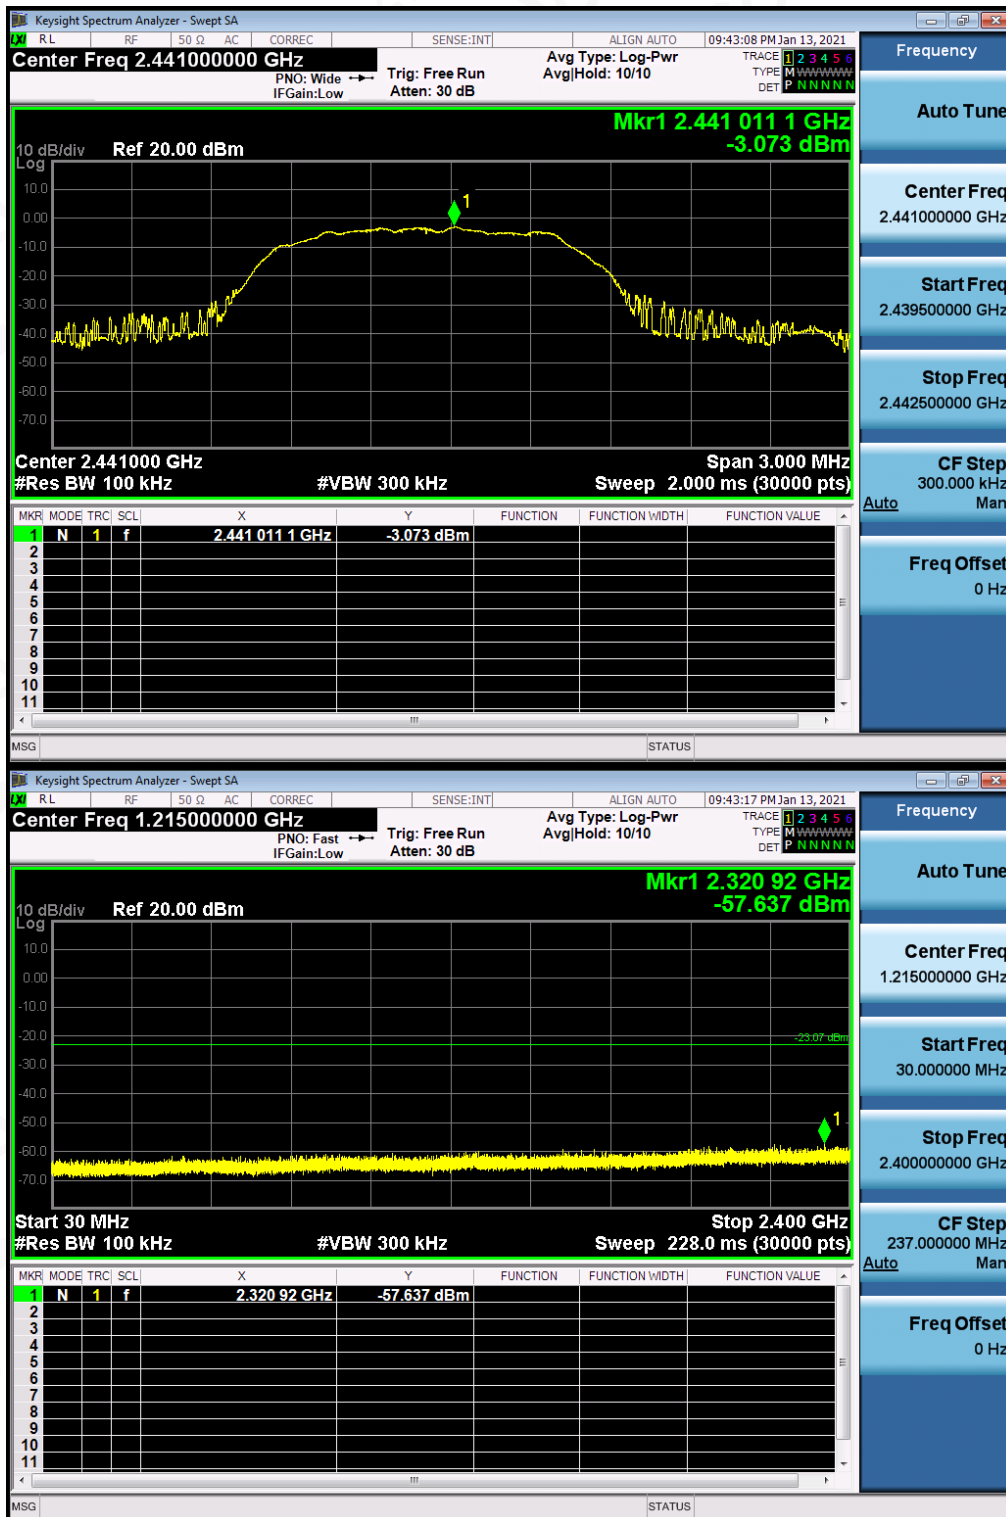 Keysight Spectrum Analyzer - Swept SA
LXI RL RF 50 Ω AC CORREC SENSE:INT ALIGN AUTO 09:43:08 PM Jan 13, 2021
Center Freq 2.441000000 GHz
PNO: Wide
IFGain:Low
Trig: Free Run
Atten: 30 dB
Avg Type: Log-Pwr
Avg|Hold: 10/10
TRACE 1 2 3 4 5 6
TYPE M WWWWW
DET P N N N N N
Mkr1 2.441 011 1 GHz
-3.073 dBm
10 dB/div Ref 20.00 dBm
Log
10.0
1
0.00
-10.0
-20.0
-30.0
-40.0
-50.0
-60.0
-70.0
Center 2.441000 GHz Span 3.000 MHz
#Res BW 100 kHz #VBW 300 kHz Sweep 2.000 ms (30000 pts)
MKR MODE TRC SCL X Y FUNCTION FUNCTION WIDTH FUNCTION VALUE
1 N 1 f 2.441 011 1 GHz -3.073 dBm
2
3
4
5
6
7
8
9
10
11
MSG STATUS
Frequency
Auto Tune
Center Freq
2.441000000 GHz
Start Freq
2.439500000 GHz
Stop Freq
2.442500000 GHz
CF Step
300.000 kHz
Auto Man
Freq Offset
0 Hz
Keysight Spectrum Analyzer - Swept SA
LXI RL RF 50 Ω AC CORREC SENSE:INT ALIGN AUTO 09:43:17 PM Jan 13, 2021
Center Freq 1.215000000 GHz
PNO: Fast
IFGain:Low
Trig: Free Run
Atten: 30 dB
Avg Type: Log-Pwr
Avg|Hold: 10/10
TRACE 1 2 3 4 5 6
TYPE M WWWWW
DET P N N N N N
Mkr1 2.320 92 GHz
-57.637 dBm
10 dB/div Ref 20.00 dBm
Log
10.0
0.00
-10.0
-20.0
-23.07 dBm
-30.0
-40.0
-50.0
1
-60.0
-70.0
Start 30 MHz Stop 2.400 GHz
#Res BW 100 kHz #VBW 300 kHz Sweep 228.0 ms (30000 pts)
MKR MODE TRC SCL X Y FUNCTION FUNCTION WIDTH FUNCTION VALUE
1 N 1 f 2.320 92 GHz -57.637 dBm
2
3
4
5
6
7
8
9
10
11
MSG STATUS
Frequency
Auto Tune
Center Freq
1.215000000 GHz
Start Freq
30.000000 MHz
Stop Freq
2.400000000 GHz
CF Step
237.000000 MHz
Auto Man
Freq Offset
0 Hz